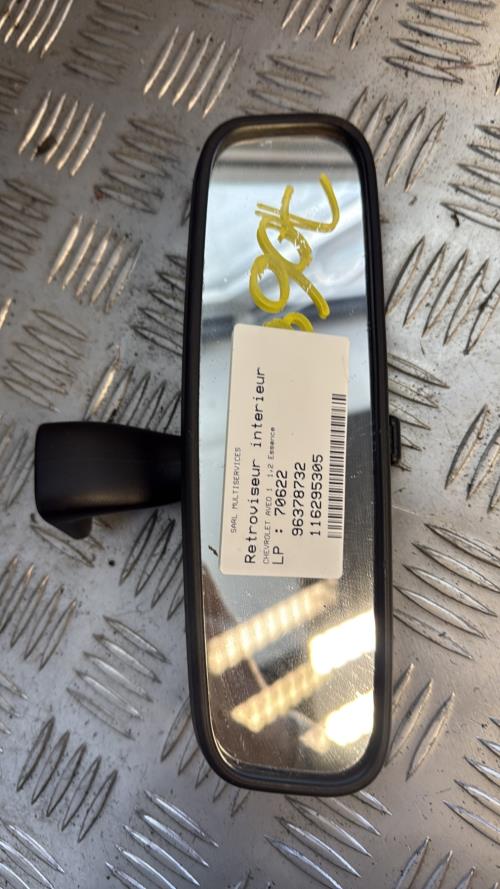 SARL MULTISERVICES
Retroviseur interieur
CHEVROLET AVEO 1 1.2 Essence
LP : 70622
96378732
116295305